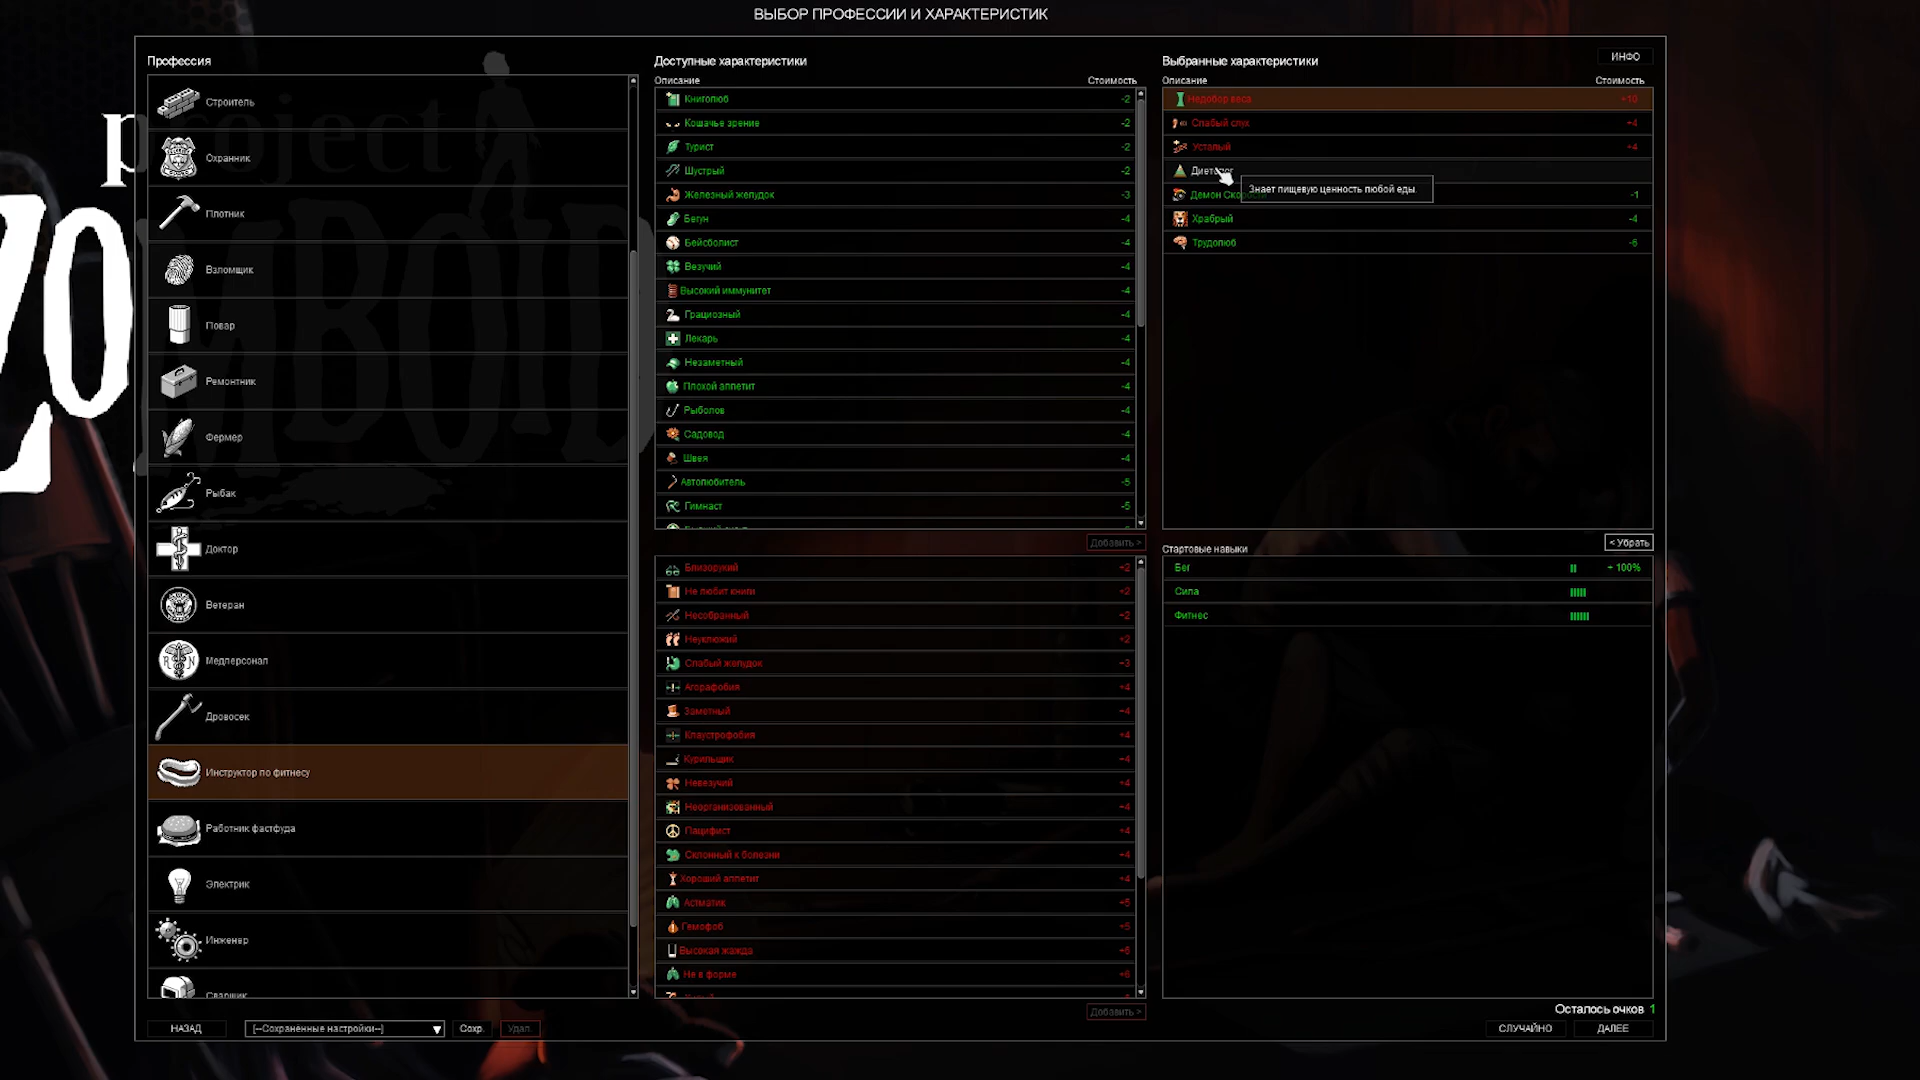 ВЫБОР ПРОФЕССИИ И ХАРАКТЕРИСТИК
project
ZOMBOID
Профессия
Строитель
Охранник
Плотник
Взломщик
Повар
Ремонтник
Фермер
Рыбак
Доктор
Ветеран
Медперсонал
Дровосек
Инструктор по фитнесу
Работник фастфуда
Электрик
Инженер
Сварщик
НАЗАД
[--Сохранённые настройки--]
Сохр.
Удал.
Доступные характеристики
Описание Стоимость
Книголюб -2
Кошачье зрение -2
Турист -2
Шустрый -2
Железный желудок -3
Бегун -4
Бейсболист -4
Везучий -4
Высокий иммунитет -4
Грациозный -4
Лекарь -4
Незаметный -4
Плохой аппетит -4
Рыболов -4
Садовод -4
Швея -4
Автолюбитель -5
Гимнаст -5
Добавить >
Близорукий +2
Не любит книги +2
Несобранный +2
Неуклюжий +2
Слабый желудок +3
Агорафобия +4
Заметный +4
Клаустрофобия +4
Курильщик +4
Невезучий +4
Неорганизованный +4
Пацифист +4
Склонный к болезни +4
Хороший аппетит +4
Астматик +5
Гемофоб +5
Высокая жажда +6
Не в форме +6
Добавить >
Выбранные характеристики
ИНФО
Описание Стоимость
Недобор веса +10
Слабый слух +4
Усталый +4
Диетолог
Знает пищевую ценность любой еды.
Демон Скорости -1
Храбрый -4
Трудолюб -6
< Убрать
Стартовые навыки
Бег + 100%
Сила
Фитнес
Осталось очков 1
СЛУЧАЙНО
ДАЛЕЕ